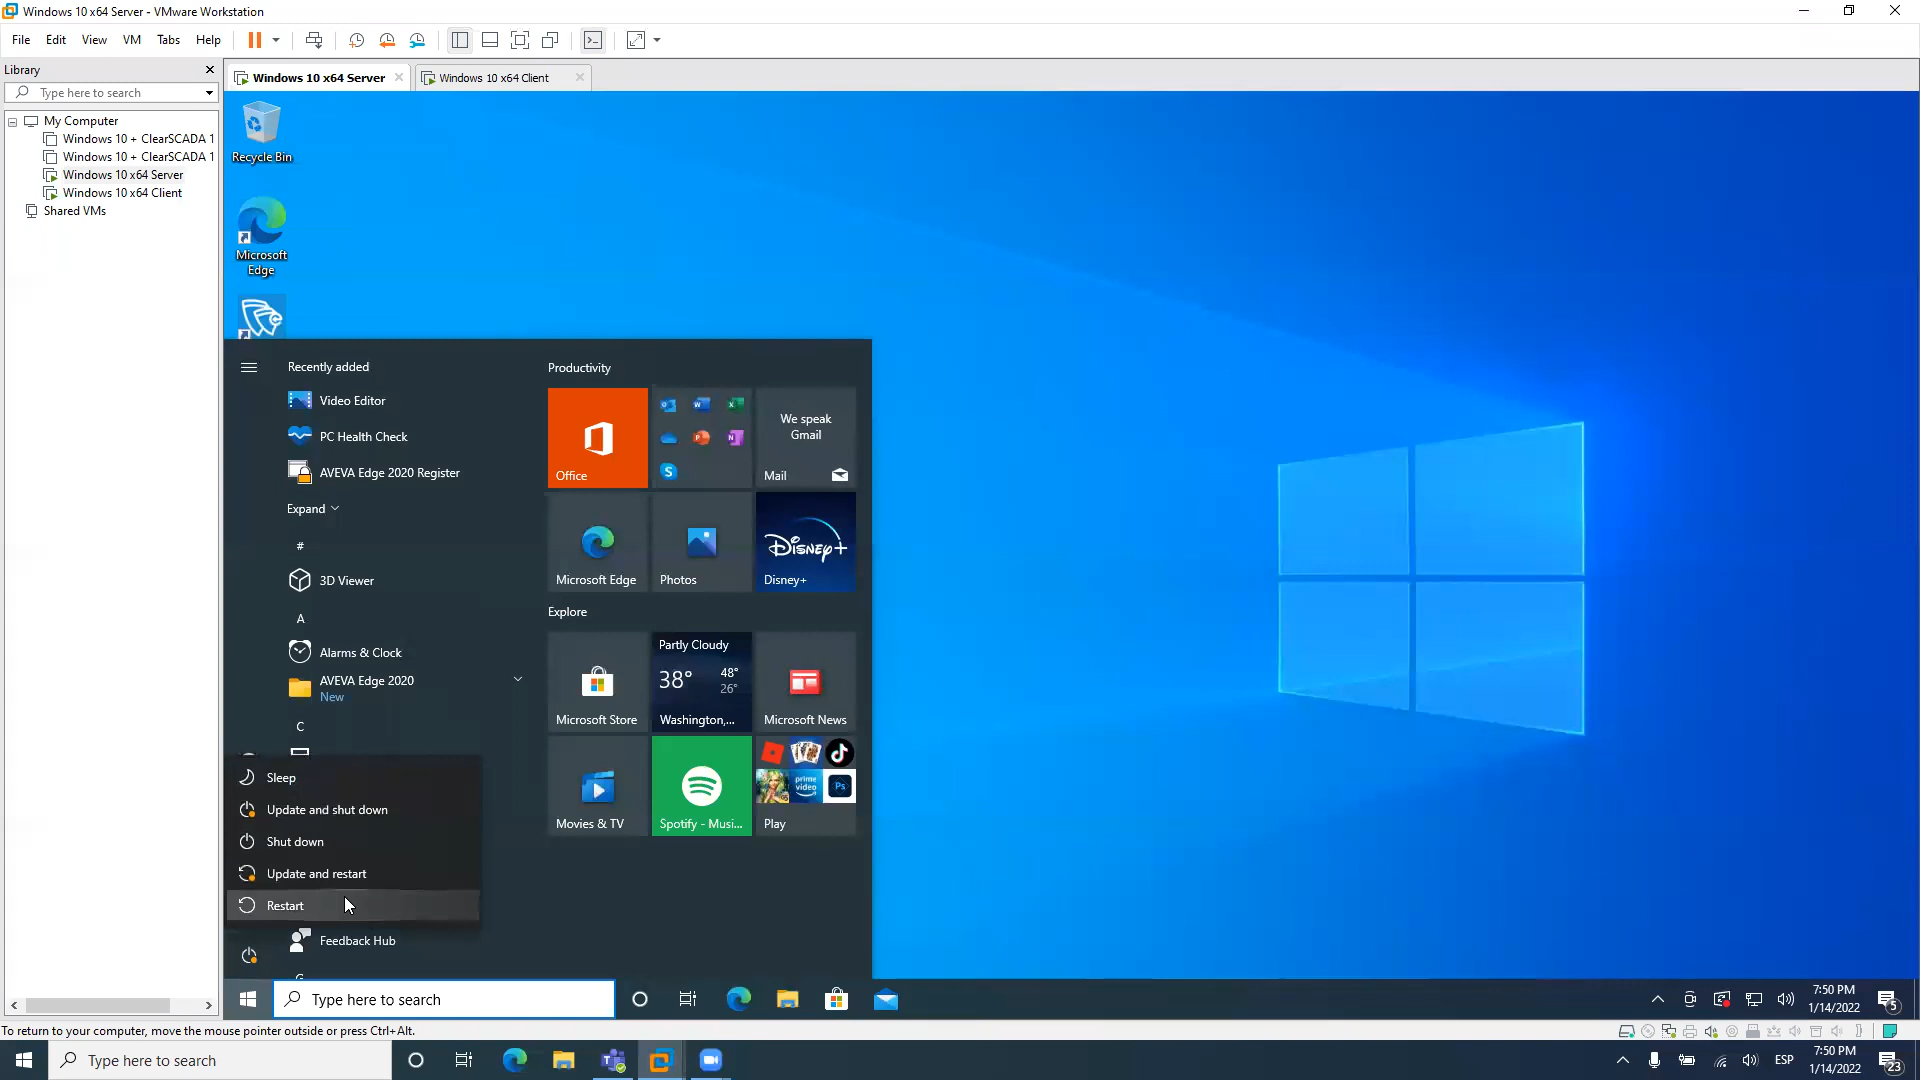 Windows 10 x64 Server - VMware Workstation
File Edit View VM Tabs Help
Library
Type here to search
My Computer
Windows 10 + ClearSCADA 1
Windows 10 + ClearSCADA 1
Windows 10 x64 Server
Windows 10 x64 Client
Shared VMs
Windows 10 x64 Server
Windows 10 x64 Client
Recycle Bin
Microsoft
Edge
Recently added
Video Editor
PC Health Check
AVEVA Edge 2020 Register
Expand
#
3D Viewer
A
Alarms & Clock
AVEVA Edge 2020
New
C
Sleep
Update and shut down
Shut down
Update and restart
Restart
Feedback Hub
Productivity
Office
We speak
Gmail
Mail
Microsoft Edge
Photos
Disney+
Disney+
Explore
Microsoft Store
Partly Cloudy
38° 48°
26°
Washington,...
Microsoft News
Movies & TV
Spotify - Musi...
prime
video
Ps
Play
Type here to search
7:50 PM
1/14/2022
5
To return to your computer, move the mouse pointer outside or press Ctrl+Alt.
Type here to search
ESP
7:50 PM
1/14/2022
23